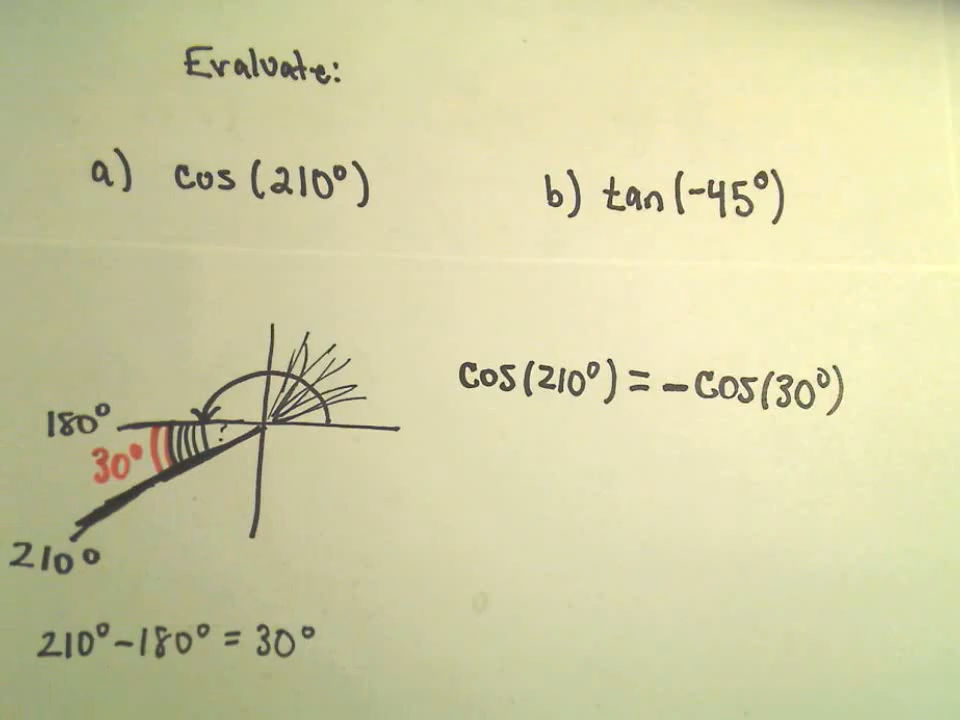 Evaluate:
a) cos(210°)
b) tan(-45°)
180°
?
30°
210°
cos(210°) = -cos(30°)
210° - 180° = 30°